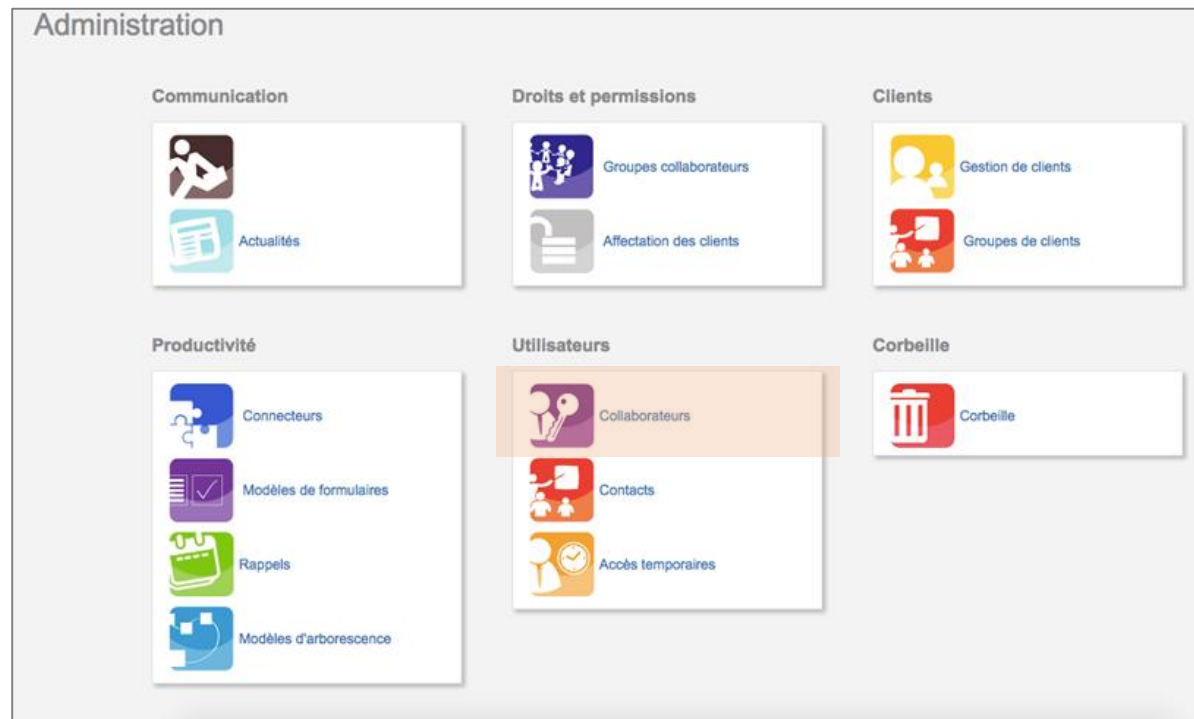 Administration
Communication
Actualités
Droits et permissions
Groupes collaborateurs
Affectation des clients
Clients
Gestion de clients
Groupes de clients
Productivité
Connecteurs
Modèles de formulaires
Rappels
Modèles d'arborescence
Utilisateurs
Collaborateurs
Contacts
Accès temporaires
Corbeille
Corbeille